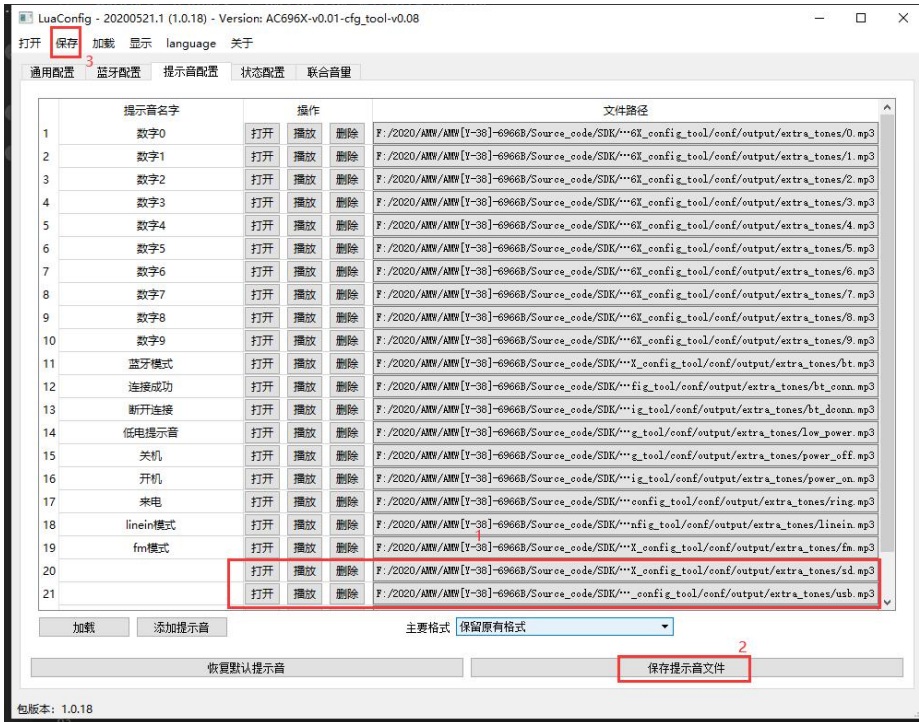 LuaConfig - 20200521.1 (1.0.18) - Version: AC696X-v0.01-cfg_tool-v0.08
打开 保存 加载 显示 language 关于
3
通用配置 蓝牙配置 提示音配置 状态配置 联合音量
提示音名字 操作 文件路径
1 数字0 打开 播放 删除 F:/2020/AMW/AMW[Y-38]-6966B/Source_code/SDK/···6X_config_tool/conf/output/extra_tones/0.mp3
2 数字1 打开 播放 删除 F:/2020/AMW/AMW[Y-38]-6966B/Source_code/SDK/···6X_config_tool/conf/output/extra_tones/1.mp3
3 数字2 打开 播放 删除 F:/2020/AMW/AMW[Y-38]-6966B/Source_code/SDK/···6X_config_tool/conf/output/extra_tones/2.mp3
4 数字3 打开 播放 删除 F:/2020/AMW/AMW[Y-38]-6966B/Source_code/SDK/···6X_config_tool/conf/output/extra_tones/3.mp3
5 数字4 打开 播放 删除 F:/2020/AMW/AMW[Y-38]-6966B/Source_code/SDK/···6X_config_tool/conf/output/extra_tones/4.mp3
6 数字5 打开 播放 删除 F:/2020/AMW/AMW[Y-38]-6966B/Source_code/SDK/···6X_config_tool/conf/output/extra_tones/5.mp3
7 数字6 打开 播放 删除 F:/2020/AMW/AMW[Y-38]-6966B/Source_code/SDK/···6X_config_tool/conf/output/extra_tones/6.mp3
8 数字7 打开 播放 删除 F:/2020/AMW/AMW[Y-38]-6966B/Source_code/SDK/···6X_config_tool/conf/output/extra_tones/7.mp3
9 数字8 打开 播放 删除 F:/2020/AMW/AMW[Y-38]-6966B/Source_code/SDK/···6X_config_tool/conf/output/extra_tones/8.mp3
10 数字9 打开 播放 删除 F:/2020/AMW/AMW[Y-38]-6966B/Source_code/SDK/···6X_config_tool/conf/output/extra_tones/9.mp3
11 蓝牙模式 打开 播放 删除 F:/2020/AMW/AMW[Y-38]-6966B/Source_code/SDK/···X_config_tool/conf/output/extra_tones/bt.mp3
12 连接成功 打开 播放 删除 F:/2020/AMW/AMW[Y-38]-6966B/Source_code/SDK/···fig_tool/conf/output/extra_tones/bt_conn.mp3
13 断开连接 打开 播放 删除 F:/2020/AMW/AMW[Y-38]-6966B/Source_code/SDK/···ig_tool/conf/output/extra_tones/bt_dconn.mp3
14 低电提示音 打开 播放 删除 F:/2020/AMW/AMW[Y-38]-6966B/Source_code/SDK/···g_tool/conf/output/extra_tones/low_power.mp3
15 关机 打开 播放 删除 F:/2020/AMW/AMW[Y-38]-6966B/Source_code/SDK/···g_tool/conf/output/extra_tones/power_off.mp3
16 开机 打开 播放 删除 F:/2020/AMW/AMW[Y-38]-6966B/Source_code/SDK/···ig_tool/conf/output/extra_tones/power_on.mp3
17 来电 打开 播放 删除 F:/2020/AMW/AMW[Y-38]-6966B/Source_code/SDK/···config_tool/conf/output/extra_tones/ring.mp3
18 linein模式 打开 播放 删除 F:/2020/AMW/AMW[Y-38]-6966B/Source_code/SDK/···nfig_tool/conf/output/extra_tones/linein.mp3
1
19 fm模式 打开 播放 删除 F:/2020/AMW/AMW[Y-38]-6966B/Source_code/SDK/···X_config_tool/conf/output/extra_tones/fm.mp3
20 打开 播放 删除 F:/2020/AMW/AMW[Y-38]-6966B/Source_code/SDK/···X_config_tool/conf/output/extra_tones/sd.mp3
21 打开 播放 删除 F:/2020/AMW/AMW[Y-38]-6966B/Source_code/SDK/···_config_tool/conf/output/extra_tones/usb.mp3
加载 添加提示音 主要格式 保留原有格式
2
恢复默认提示音 保存提示音文件
包版本: 1.0.18